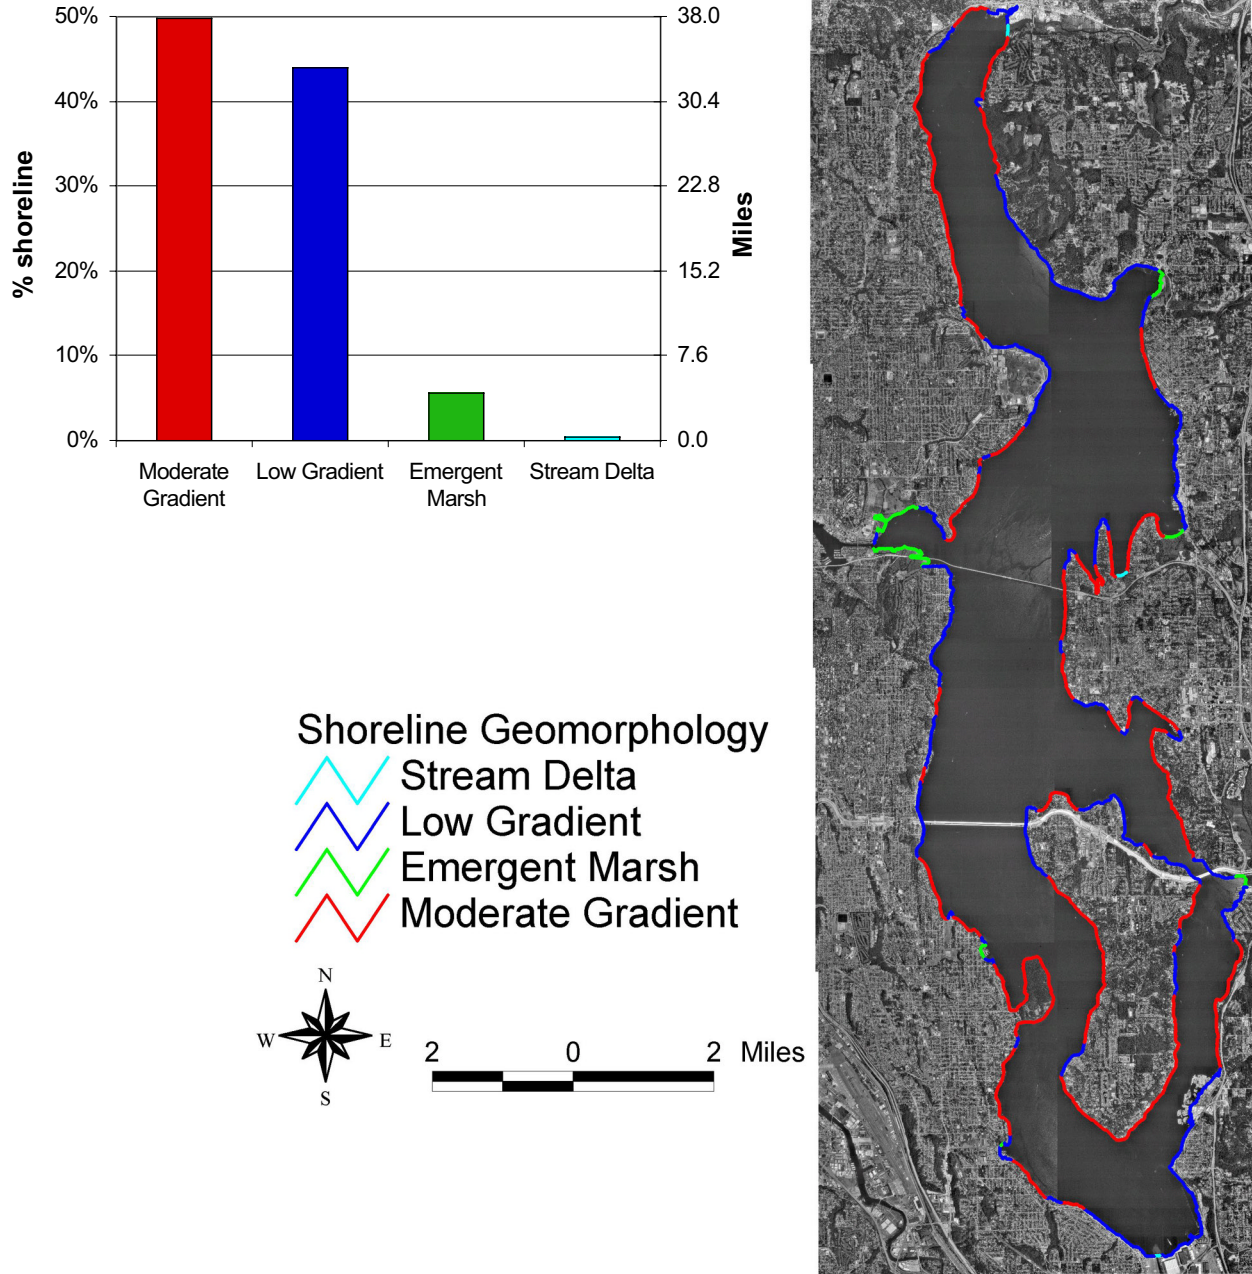 50%
40%
30%
20%
10%
0%
% shoreline
38.0
30.4
22.8
15.2
7.6
0.0
Miles
Moderate
Gradient
Low Gradient
Emergent
Marsh
Stream Delta
Shoreline Geomorphology
Stream Delta
Low Gradient
Emergent Marsh
Moderate Gradient
N
W E
S
2 0 2 Miles